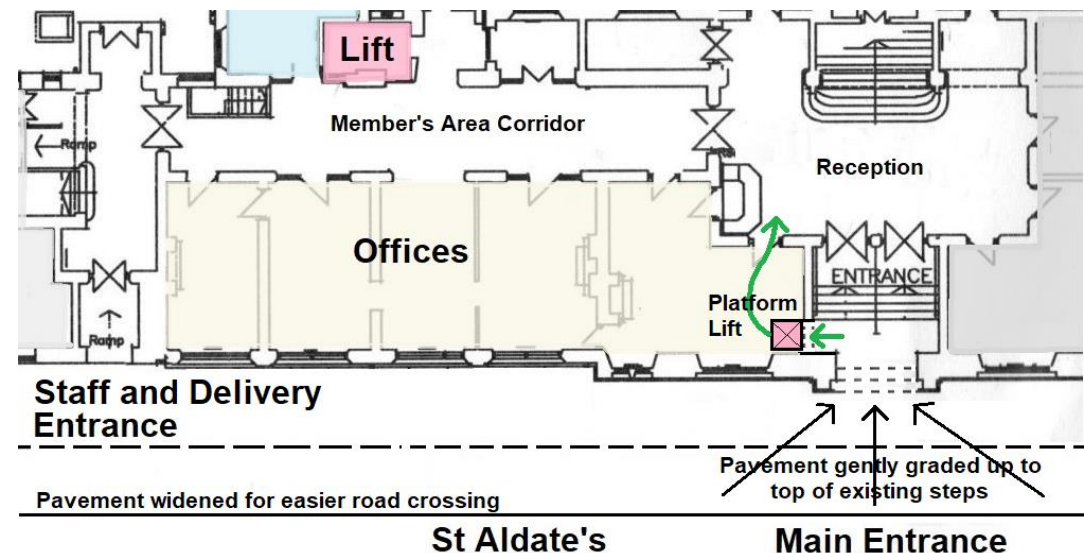 Lift
Member's Area Corridor
Ramp
Reception
Offices
ENTRANCE
Platform
Lift
Ramp
Staff and Delivery
Entrance
Pavement gently graded up to
top of existing steps
Pavement widened for easier road crossing
St Aldate's
Main Entrance